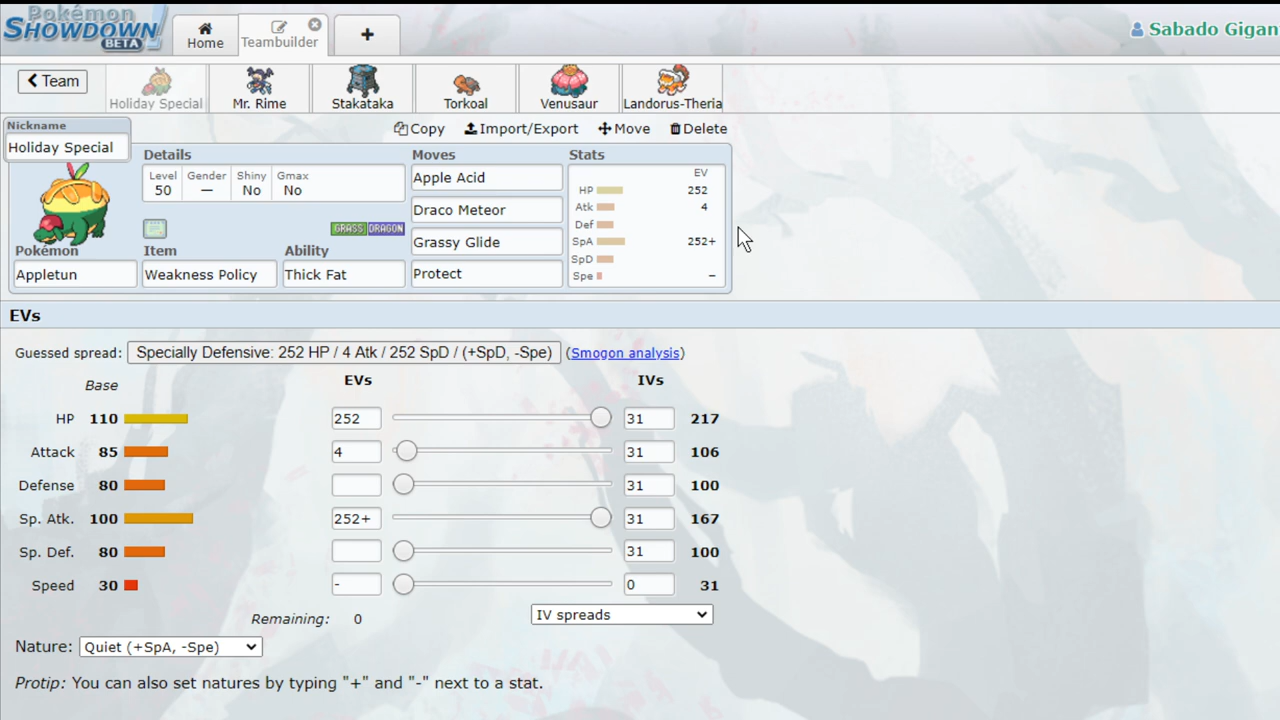 Pokémon
SHOWDOWN!
BETA
Home
Teambuilder
+
Sabado Gigan
Team
Holiday Special
Mr. Rime
Stakataka
Torkoal
Venusaur
Landorus-Theria
Nickname
Holiday Special
Copy
Import/Export
Move
Delete
Details
Moves
Stats
Level
Gender
Shiny
Gmax
50
—
No
No
GRASS DRAGON
Pokémon
Item
Ability
Appletun
Weakness Policy
Thick Fat
Apple Acid
Draco Meteor
Grassy Glide
Protect
EV
HP 252
Atk 4
Def
SpA 252+
SpD
Spe −
EVs
Guessed spread: Specially Defensive: 252 HP / 4 Atk / 252 SpD / (+SpD, -Spe) (Smogon analysis)
Base EVs IVs
HP 110 252 31 217
Attack 85 4 31 106
Defense 80 31 100
Sp. Atk. 100 252+ 31 167
Sp. Def. 80 31 100
Speed 30 - 0 31
Remaining: 0 IV spreads
Nature: Quiet (+SpA, -Spe)
Protip: You can also set natures by typing "+" and "-" next to a stat.